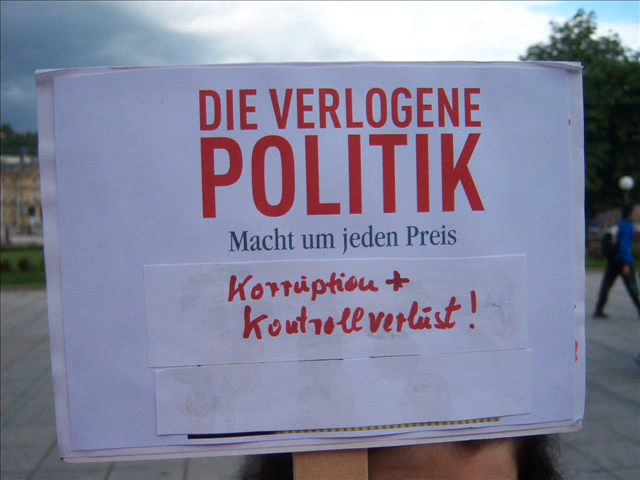 DIE VERLOGENE
POLITIK
Macht um jeden Preis
Korruption +
Kontrollverlust!